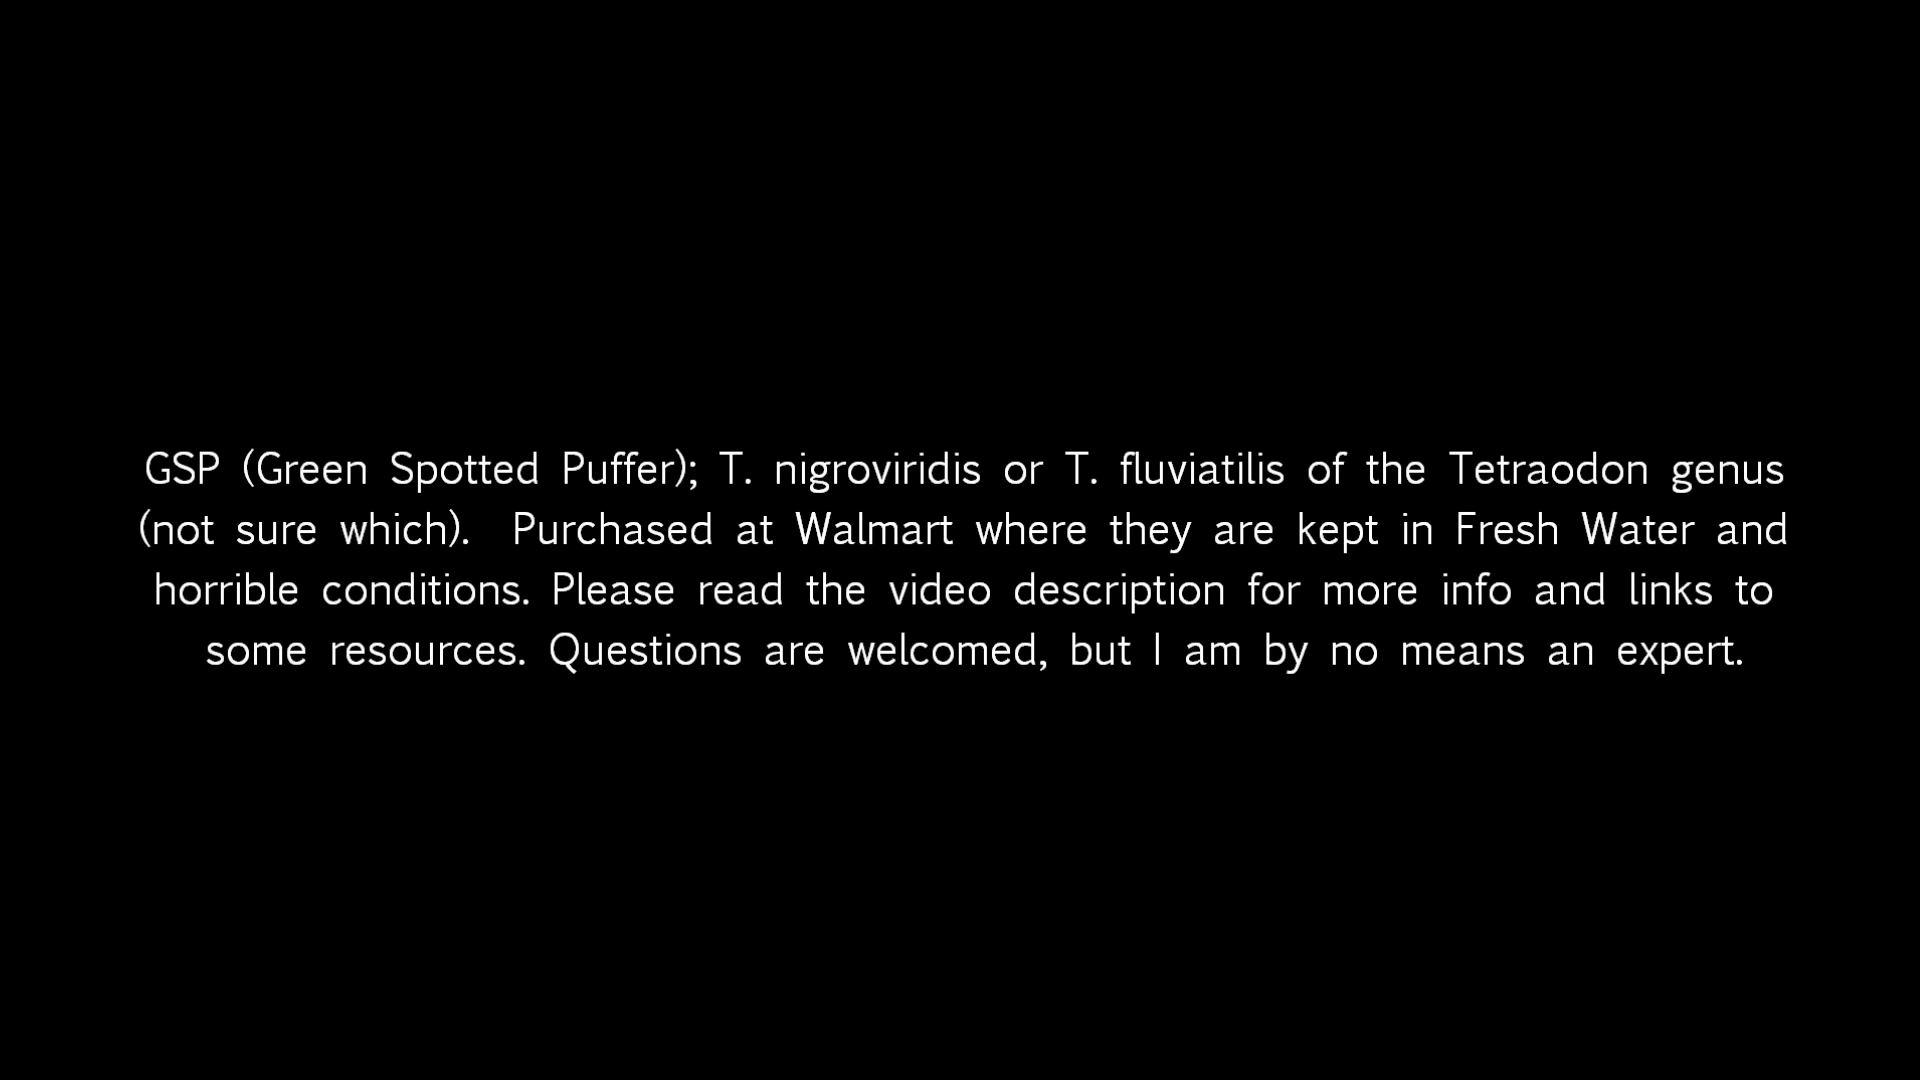 GSP (Green Spotted Puffer); T. nigroviridis or T. fluviatilis of the Tetraodon genus
(not sure which). Purchased at Walmart where they are kept in Fresh Water and
horrible conditions. Please read the video description for more info and links to
some resources. Questions are welcomed, but I am by no means an expert.